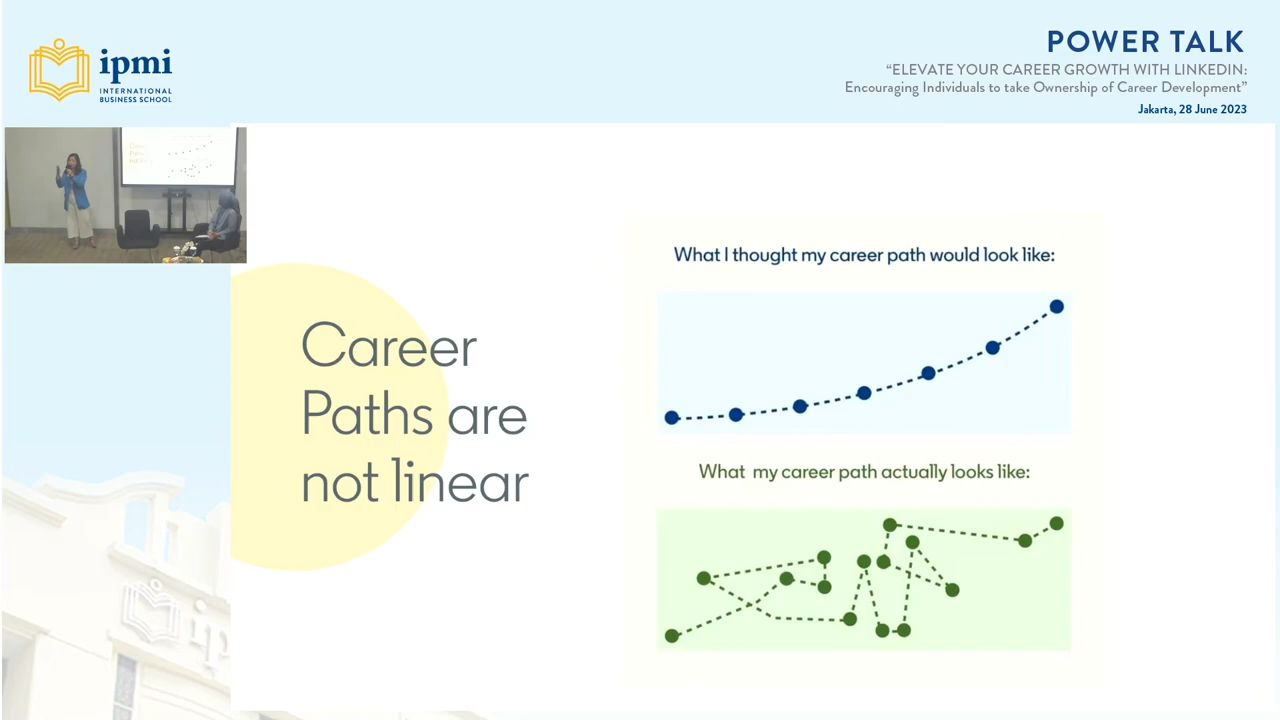 ipmi
INTERNATIONAL
BUSINESS SCHOOL
POWER TALK
“ELEVATE YOUR CAREER GROWTH WITH LINKEDIN:
Encouraging Individuals to take Ownership of Career Development”
Jakarta, 28 June 2023
Career
Paths are
not linear
What I thought my career path would look like:
What my career path actually looks like: